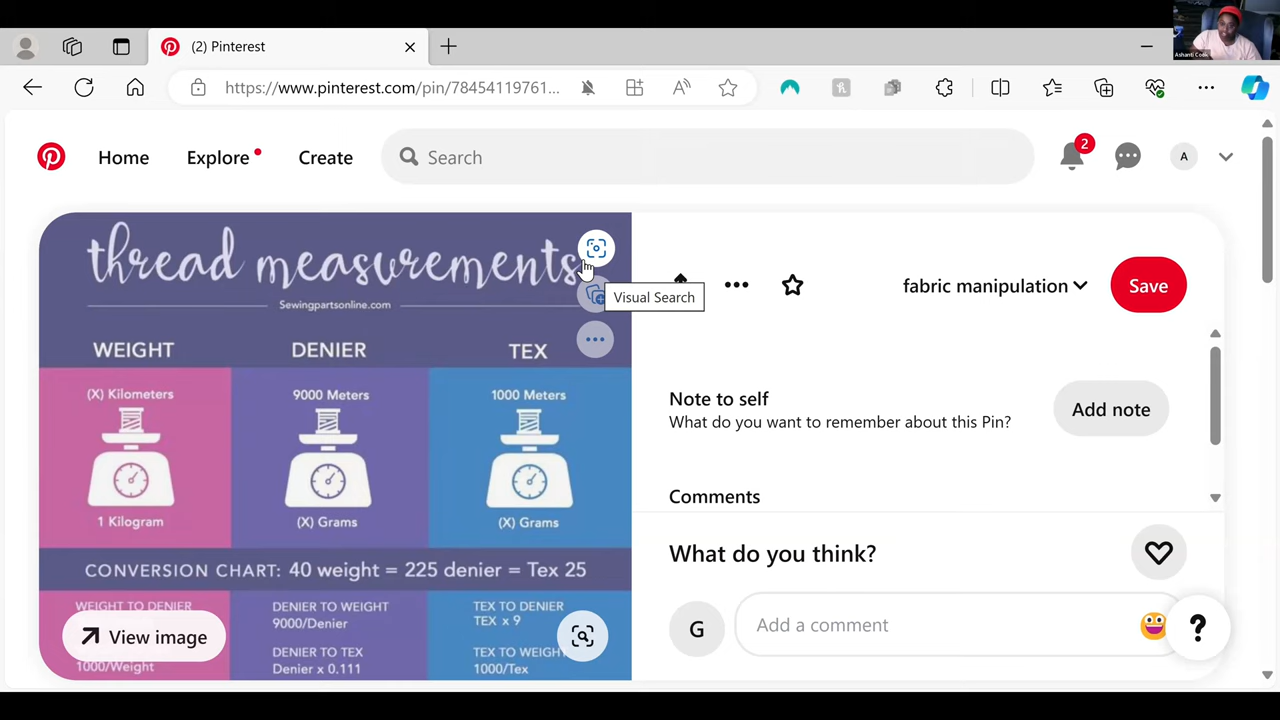 (2) Pinterest
https://www.pinterest.com/pin/78454119761...
Ashanti Cook
Home
Explore
Create
Search
2
A
thread measurements
Sewingpartsonline.com
Visual Search
fabric manipulation
Save
WEIGHT
DENIER
TEX
(X) Kilometers
9000 Meters
1000 Meters
1 Kilogram
(X) Grams
(X) Grams
Note to self
What do you want to remember about this Pin?
Add note
Comments
What do you think?
CONVERSION CHART: 40 weight = 225 denier = Tex 25
WEIGHT TO DENIER
DENIER TO WEIGHT
9000/Denier
TEX TO DENIER
TEX x 9
View image
1000/Weight
DENIER TO TEX
Denier x 0.111
TEX TO WEIGHT
1000/Tex
G
Add a comment
?